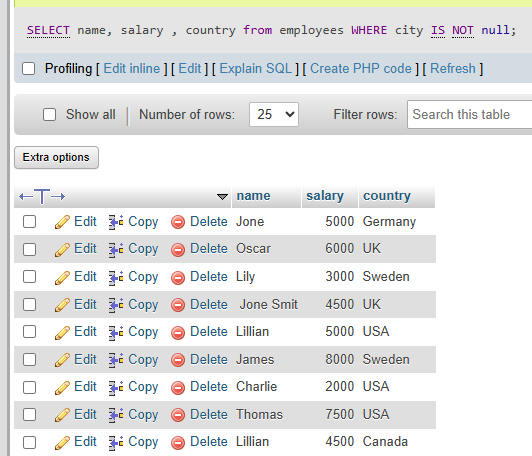 SELECT name, salary , country from employees WHERE city IS NOT null;
Profiling [ Edit inline ] [ Edit ] [ Explain SQL ] [ Create PHP code ] [ Refresh ]
Show all Number of rows: 25 Filter rows: Search this table
Extra options
name salary country
Edit Copy Delete Jone 5000 Germany
Edit Copy Delete Oscar 6000 UK
Edit Copy Delete Lily 3000 Sweden
Edit Copy Delete Jone Smit 4500 UK
Edit Copy Delete Lillian 5000 USA
Edit Copy Delete James 8000 Sweden
Edit Copy Delete Charlie 2000 USA
Edit Copy Delete Thomas 7500 USA
Edit Copy Delete Lillian 4500 Canada